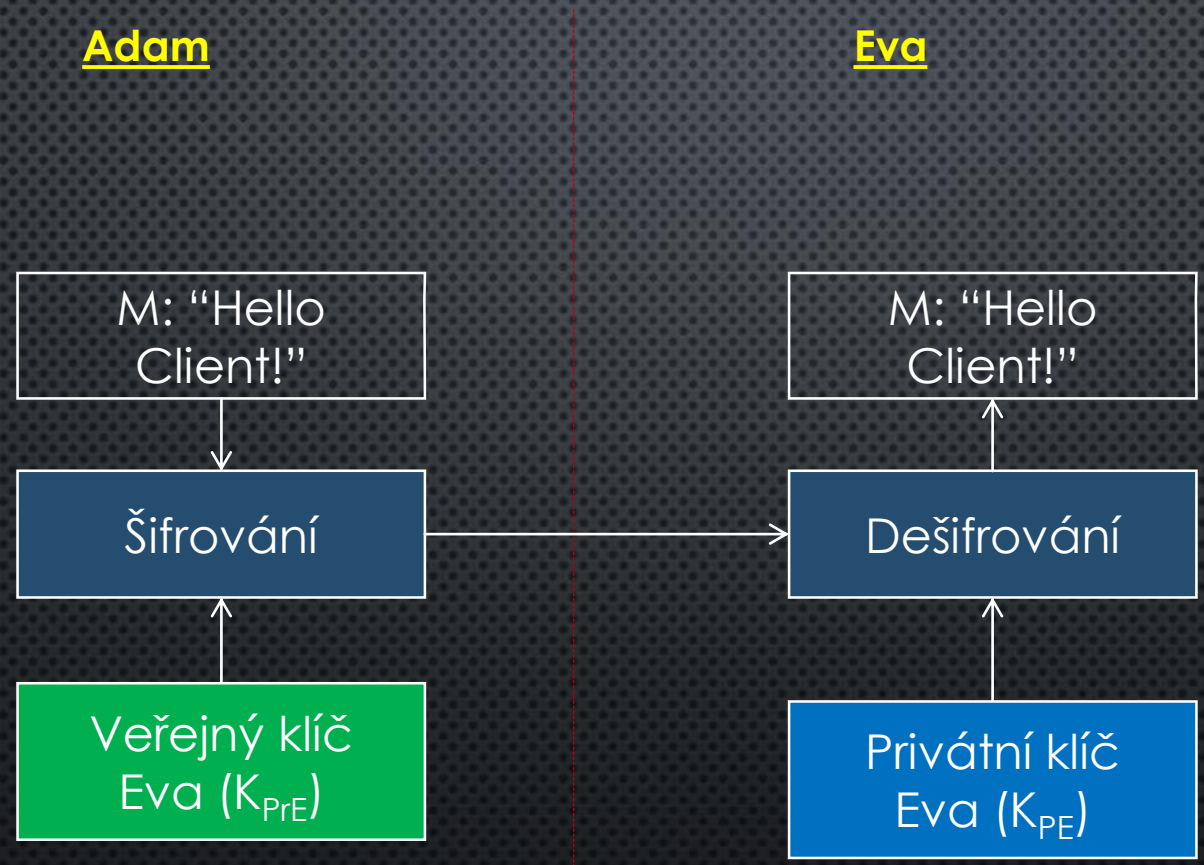 Adam
Eva
M: “Hello
Client!”
M: “Hello
Client!”
Šifrování
Dešifrování
Veřejný klíč
Eva (KPrE)
Privátní klíč
Eva (KPE)